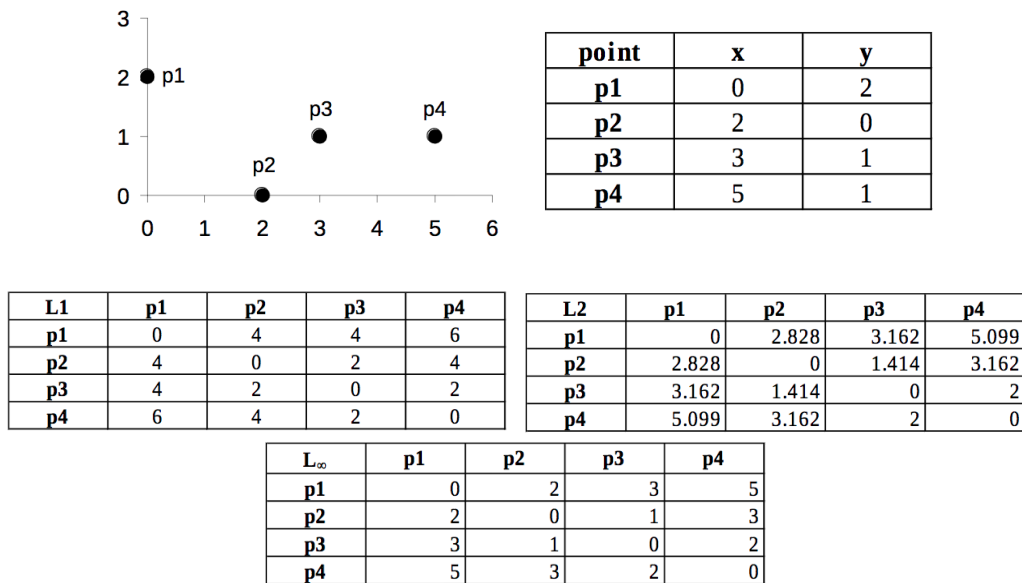 3
2 p1
p3 p4
1
p2
0
0 1 2 3 4 5 6
point x y
p1 0 2
p2 2 0
p3 3 1
p4 5 1
L1 p1 p2 p3 p4
p1 0 4 4 6
p2 4 0 2 4
p3 4 2 0 2
p4 6 4 2 0
L2 p1 p2 p3 p4
p1 0 2.828 3.162 5.099
p2 2.828 0 1.414 3.162
p3 3.162 1.414 0 2
p4 5.099 3.162 2 0
L∞ p1 p2 p3 p4
p1 0 2 3 5
p2 2 0 1 3
p3 3 1 0 2
p4 5 3 2 0